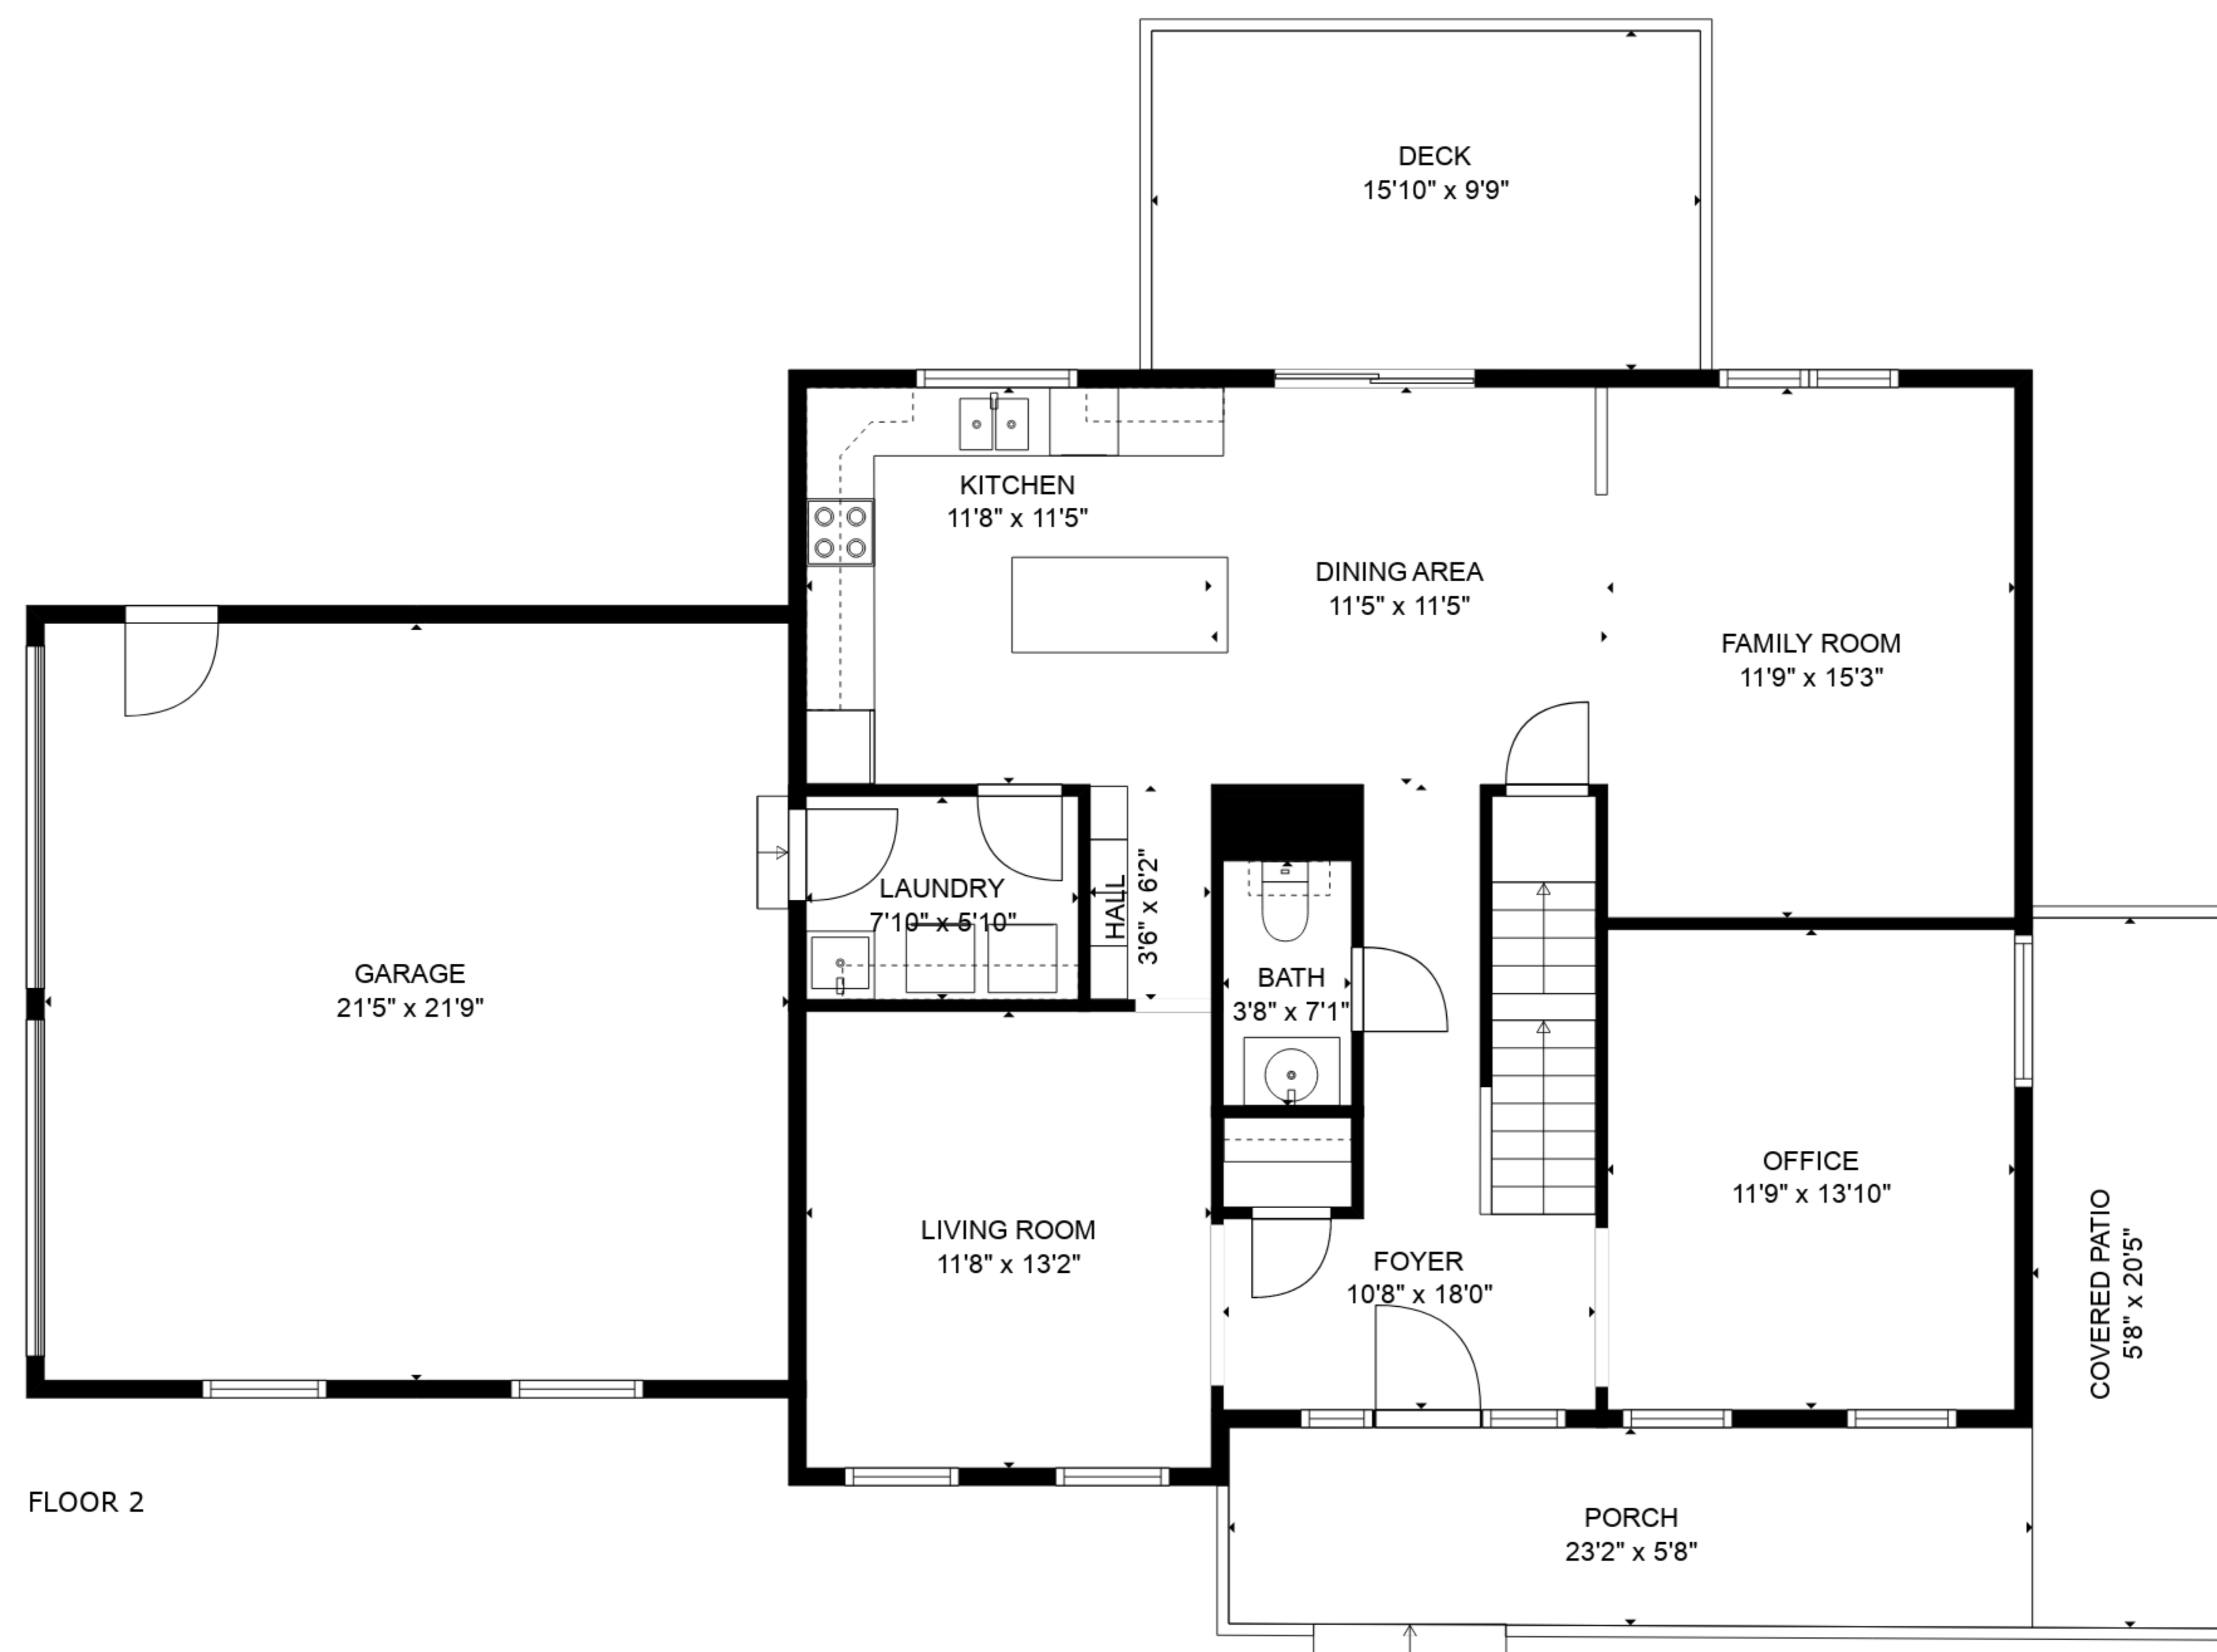 DECK
15'10" x 9'9"
KITCHEN
11'8" x 11'5"
DINING AREA
11'5" x 11'5"
FAMILY ROOM
11'9" x 15'3"
LAUNDRY
7'10" x 5'10"
HALL
3'6" x 6'2"
GARAGE
21'5" x 21'9"
BATH
3'8" x 7'1"
OFFICE
11'9" x 13'10"
LIVING ROOM
11'8" x 13'2"
FOYER
10'8" x 18'0"
COVERED PATIO
5'8" x 20'5"
FLOOR 2
PORCH
23'2" x 5'8"